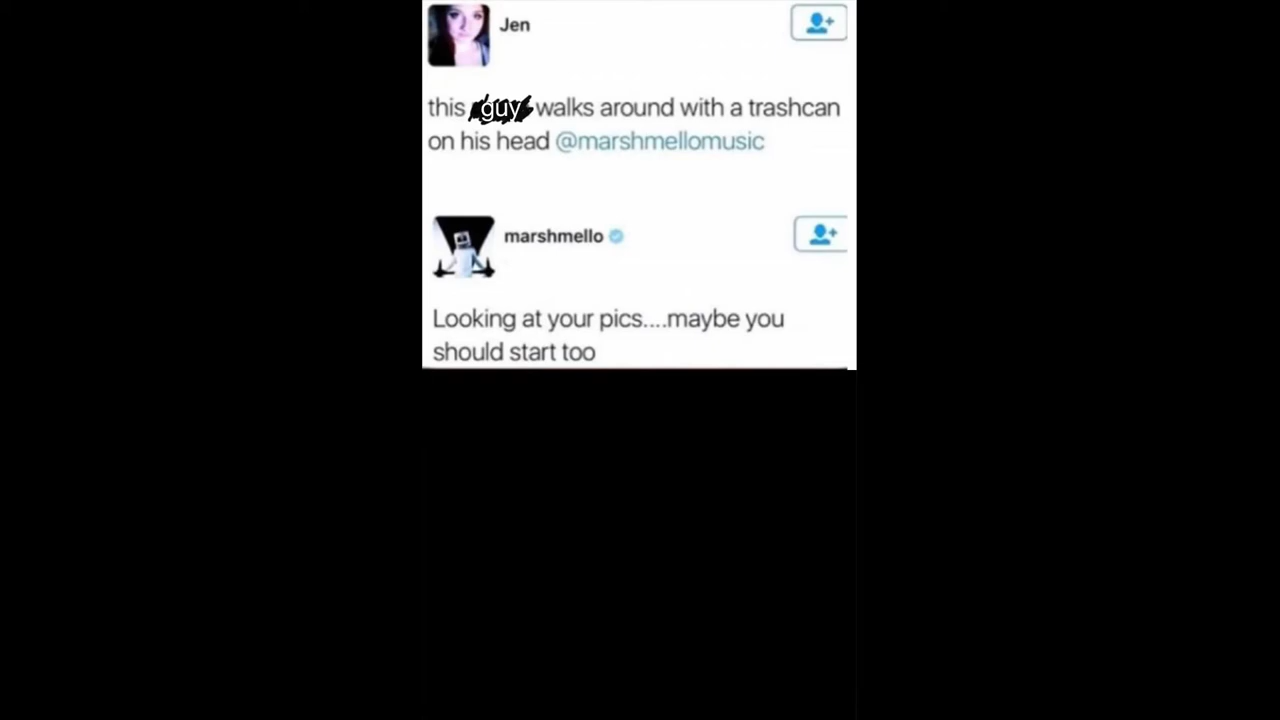 Jen
this guy walks around with a trashcan
on his head @marshmellomusic
marshmello
Looking at your pics....maybe you
should start too